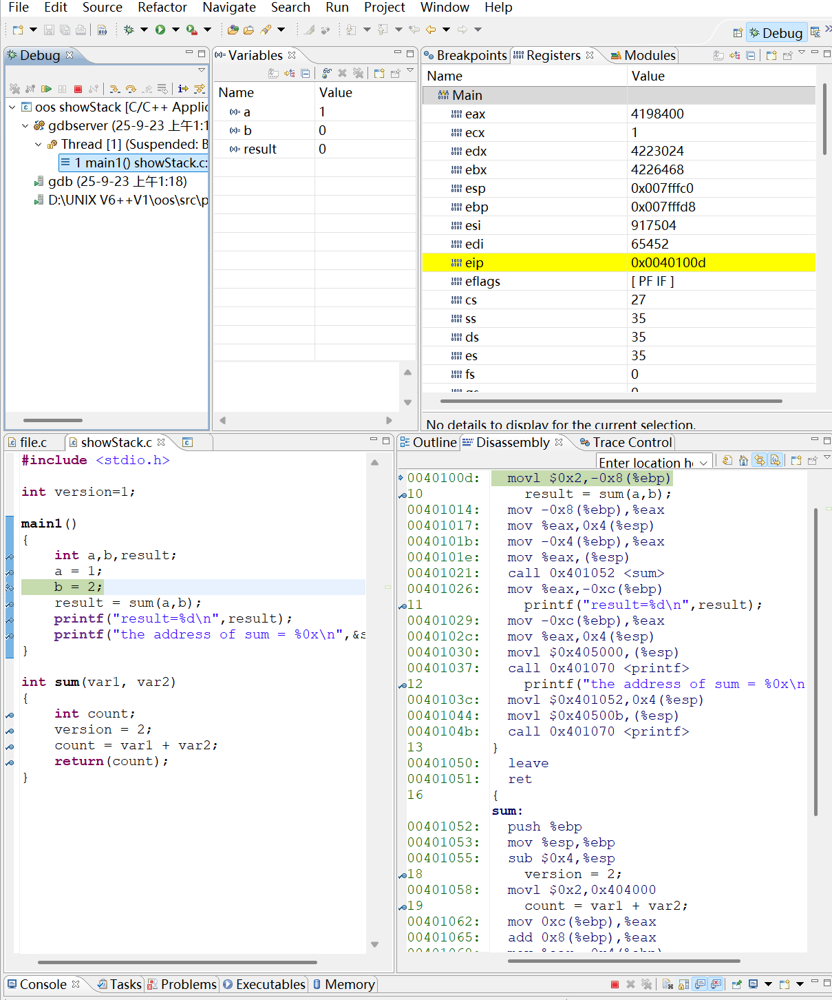 File Edit Source Refactor Navigate Search Run Project Window Help
Debug
Debug
oos showStack [C/C++ Applic
gdbserver (25-9-23 上午1:1
Thread [1] (Suspended: B
1 main1() showStack.c:
gdb (25-9-23 上午1:18)
D:\UNIX V6++V1\oos\src\p
(x)= Variables
Name Value
(x)= a 1
(x)= b 0
(x)= result 0
Breakpoints Registers Modules
Name Value
Main
eax 4198400
ecx 1
edx 4223024
ebx 4226468
esp 0x007fffc0
ebp 0x007fffd8
esi 917504
edi 65452
eip 0x0040100d
eflags [ PF IF ]
cs 27
ss 35
ds 35
es 35
fs 0
No details to display for the current selection.
file.c showStack.c
#include <stdio.h>
int version=1;
main1()
{
int a,b,result;
a = 1;
b = 2;
result = sum(a,b);
printf("result=%d\n",result);
printf("the address of sum = %0x\n",&s
}
int sum(var1, var2)
{
int count;
version = 2;
count = var1 + var2;
return(count);
}
Outline Disassembly Trace Control
Enter location h
0040100d: movl $0x2,-0x8(%ebp)
10 result = sum(a,b);
00401014: mov -0x8(%ebp),%eax
00401017: mov %eax,0x4(%esp)
0040101b: mov -0x4(%ebp),%eax
0040101e: mov %eax,(%esp)
00401021: call 0x401052 <sum>
00401026: mov %eax,-0xc(%ebp)
11 printf("result=%d\n",result);
00401029: mov -0xc(%ebp),%eax
0040102c: mov %eax,0x4(%esp)
00401030: movl $0x405000,(%esp)
00401037: call 0x401070 <printf>
12 printf("the address of sum = %0x\n
0040103c: movl $0x401052,0x4(%esp)
00401044: movl $0x40500b,(%esp)
0040104b: call 0x401070 <printf>
13 }
00401050: leave
00401051: ret
16 {
sum:
00401052: push %ebp
00401053: mov %esp,%ebp
00401055: sub $0x4,%esp
18 version = 2;
00401058: movl $0x2,0x404000
19 count = var1 + var2;
00401062: mov 0xc(%ebp),%eax
00401065: add 0x8(%ebp),%eax
Console Tasks Problems Executables Memory